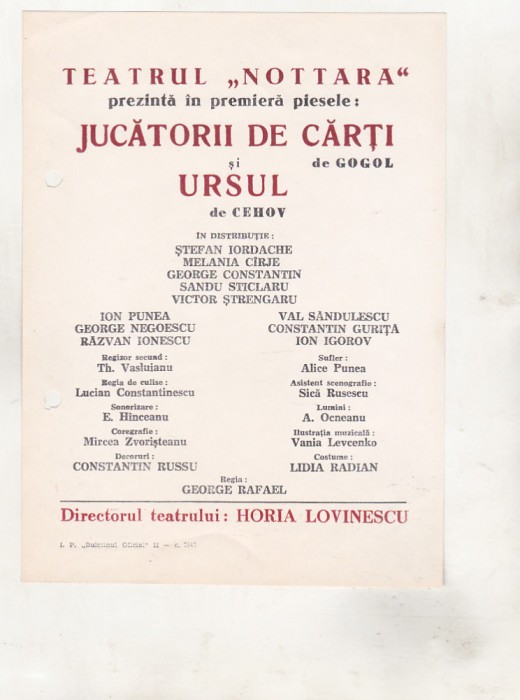 TEATRUL „NOTTARA“
prezintă în premieră piesele:
JUCĂTORII DE CĂRȚI
și de GOGOL
URSUL
de CEHOV
ÎN DISTRIBUȚIE:
ȘTEFAN IORDACHE
MELANIA CÎRJE
GEORGE CONSTANTIN
SANDU STICLARU
VICTOR ȘTRENGARU
ION PUNEA VAL SĂNDULESCU
GEORGE NEGOESCU CONSTANTIN GURIȚĂ
RĂZVAN IONESCU ION IGOROV
Regizor secund: Sufler:
Th. Vasluianu Alice Punea
Regia de culise: Asistent scenografie:
Lucian Constantinescu Sică Rusescu
Sonorizare: Lumini:
E. Hinceanu A. Ocneanu
Coregrafie: Ilustrația muzicală:
Mircea Zvorișteanu Vania Levcenko
Decoruri: Costume:
CONSTANTIN RUSSU LIDIA RADIAN
Regia:
GEORGE RAFAEL
Directorul teatrului: HORIA LOVINESCU
I. P. „Buletinul Oficial“ II — c.